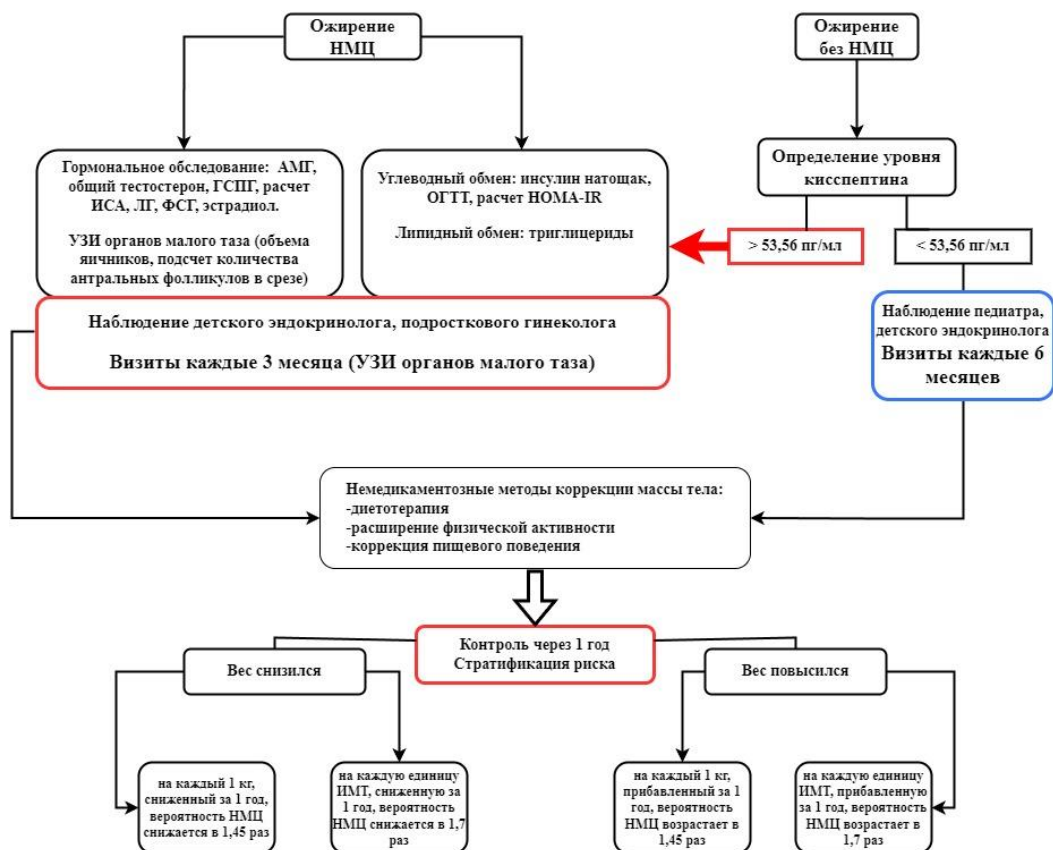 Ожирение
НМЦ
Ожирение
без НМЦ
Гормональное обследование: АМГ,
общий тестостерон, ГСПГ, расчет
ИСА, ЛГ, ФСГ, эстрадиол.
УЗИ органов малого таза (объема
яичников, подсчет количества
антральных фолликулов в срезе)
Углеводный обмен: инсулин натощак,
ОГТТ, расчет HOMA-IR
Липидный обмен: триглицериды
Определение уровня
кисспептина
> 53,56 пг/мл
< 53,56 пг/мл
Наблюдение детского эндокринолога, подросткового гинеколога
Визиты каждые 3 месяца (УЗИ органов малого таза)
Наблюдение педиатра,
детского эндокринолога
Визиты каждые 6
месяцев
Немедикаментозные методы коррекции массы тела:
-диетотерапия
-расширение физической активности
-коррекция пищевого поведения
Контроль через 1 год
Стратификация риска
Вес снизился
Вес повысился
на каждый 1 кг,
сниженный за 1 год,
вероятность НМЦ
снижается в 1,45 раз
на каждую единицу
ИМТ, сниженную за
1 год, вероятность
НМЦ снижается в 1,7
раз
на каждый 1 кг,
прибавленный за 1
год, вероятность
НМЦ возрастает в
1,45 раз
на каждую единицу
ИМТ, прибавленную
за 1 год, вероятность
НМЦ возрастает в
1,7 раз